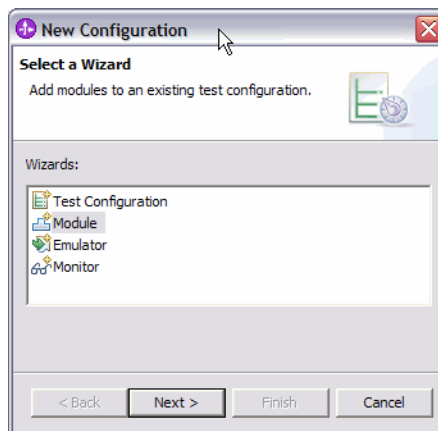 New Configuration
Select a Wizard
Add modules to an existing test configuration.
Wizards:
Test Configuration
Module
Emulator
Monitor
< Back Next > Finish Cancel